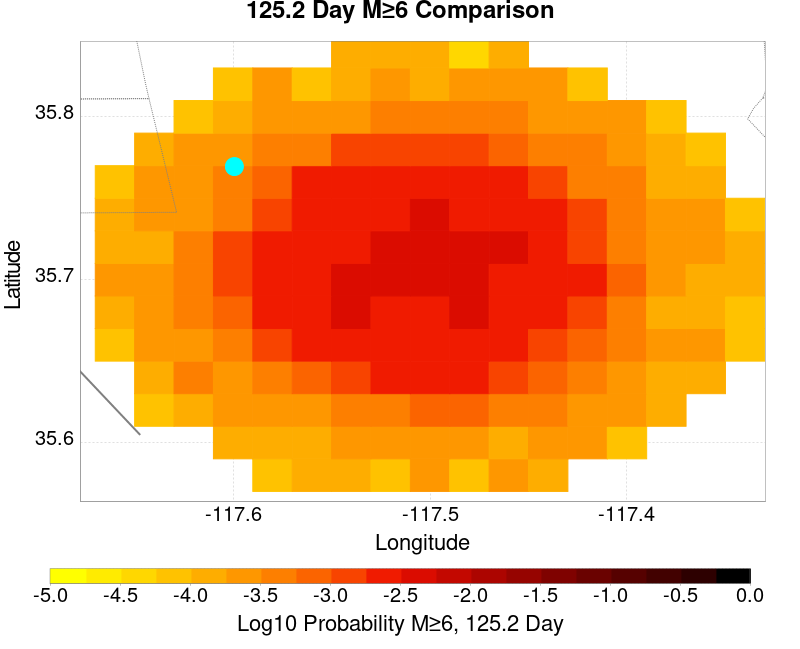 125.2 Day M≥6 Comparison
35.8
35.7
35.6
Latitude
-117.6 -117.5 -117.4
Longitude
-5.0 -4.5 -4.0 -3.5 -3.0 -2.5 -2.0 -1.5 -1.0 -0.5 0.0
Log10 Probability M≥6, 125.2 Day